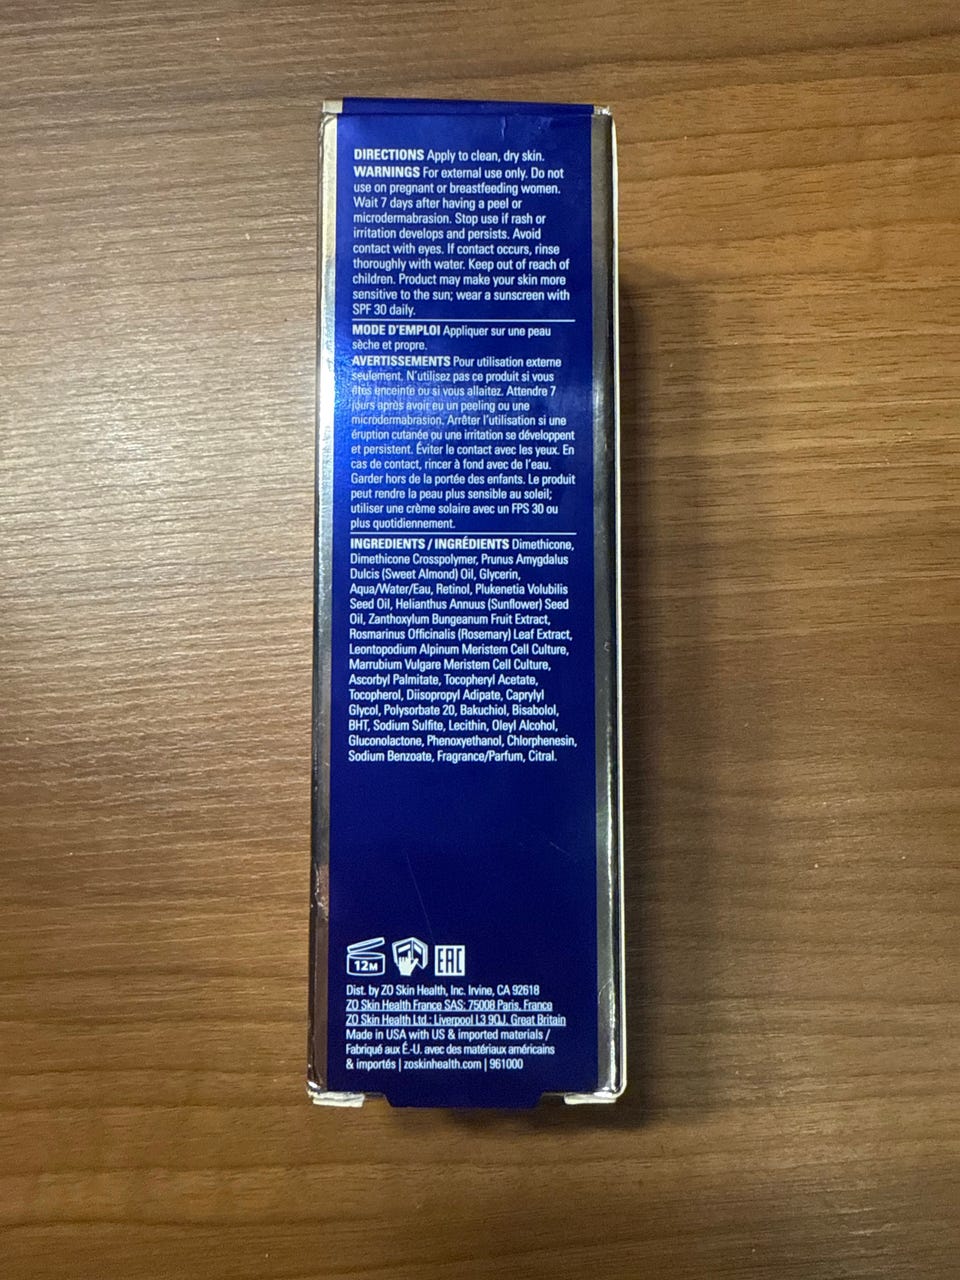 DIRECTIONS Apply to clean, dry skin.
WARNINGS For external use only. Do not
use on pregnant or breastfeeding women.
Wait 7 days after having a peel or
microdermabrasion. Stop use if rash or
irritation develops and persists. Avoid
contact with eyes. If contact occurs, rinse
thoroughly with water. Keep out of reach of
children. Product may make your skin more
sensitive to the sun; wear a sunscreen with
SPF 30 daily.
MODE D'EMPLOI Appliquer sur une peau
sèche et propre.
AVERTISSEMENTS Pour utilisation externe
seulement. N'utilisez pas ce produit si vous
êtes enceinte ou si vous allaitez. Attendre 7
jours après avoir eu un peeling ou une
microdermabrasion. Arrêter l'utilisation si une
éruption cutanée ou une irritation se développent
et persistent. Éviter le contact avec les yeux. En
cas de contact, rincer à fond avec de l'eau.
Garder hors de la portée des enfants. Le produit
peut rendre la peau plus sensible au soleil;
utiliser une crème solaire avec un FPS 30 ou
plus quotidiennement.
INGREDIENTS / INGRÉDIENTS Dimethicone,
Dimethicone Crosspolymer, Prunus Amygdalus
Dulcis (Sweet Almond) Oil, Glycerin,
Aqua/Water/Eau, Retinol, Plukenetia Volubilis
Seed Oil, Helianthus Annuus (Sunflower) Seed
Oil, Zanthoxylum Bungeanum Fruit Extract,
Rosmarinus Officinalis (Rosemary) Leaf Extract,
Leontopodium Alpinum Meristem Cell Culture,
Marrubium Vulgare Meristem Cell Culture,
Ascorbyl Palmitate, Tocopheryl Acetate,
Tocopherol, Diisopropyl Adipate, Caprylyl
Glycol, Polysorbate 20, Bakuchiol, Bisabolol,
BHT, Sodium Sulfite, Lecithin, Oleyl Alcohol,
Gluconolactone, Phenoxyethanol, Chlorphenesin,
Sodium Benzoate, Fragrance/Parfum, Citral.
12M EAC
Dist. by ZO Skin Health, Inc. Irvine, CA 92618
ZO Skin Health France SAS; 75008 Paris, France
ZO Skin Health Ltd.; Liverpool L3 9QJ, Great Britain
Made in USA with US & imported materials /
Fabriqué aux É.-U. avec des matériaux américains
& importés | zoskinhealth.com | 961000